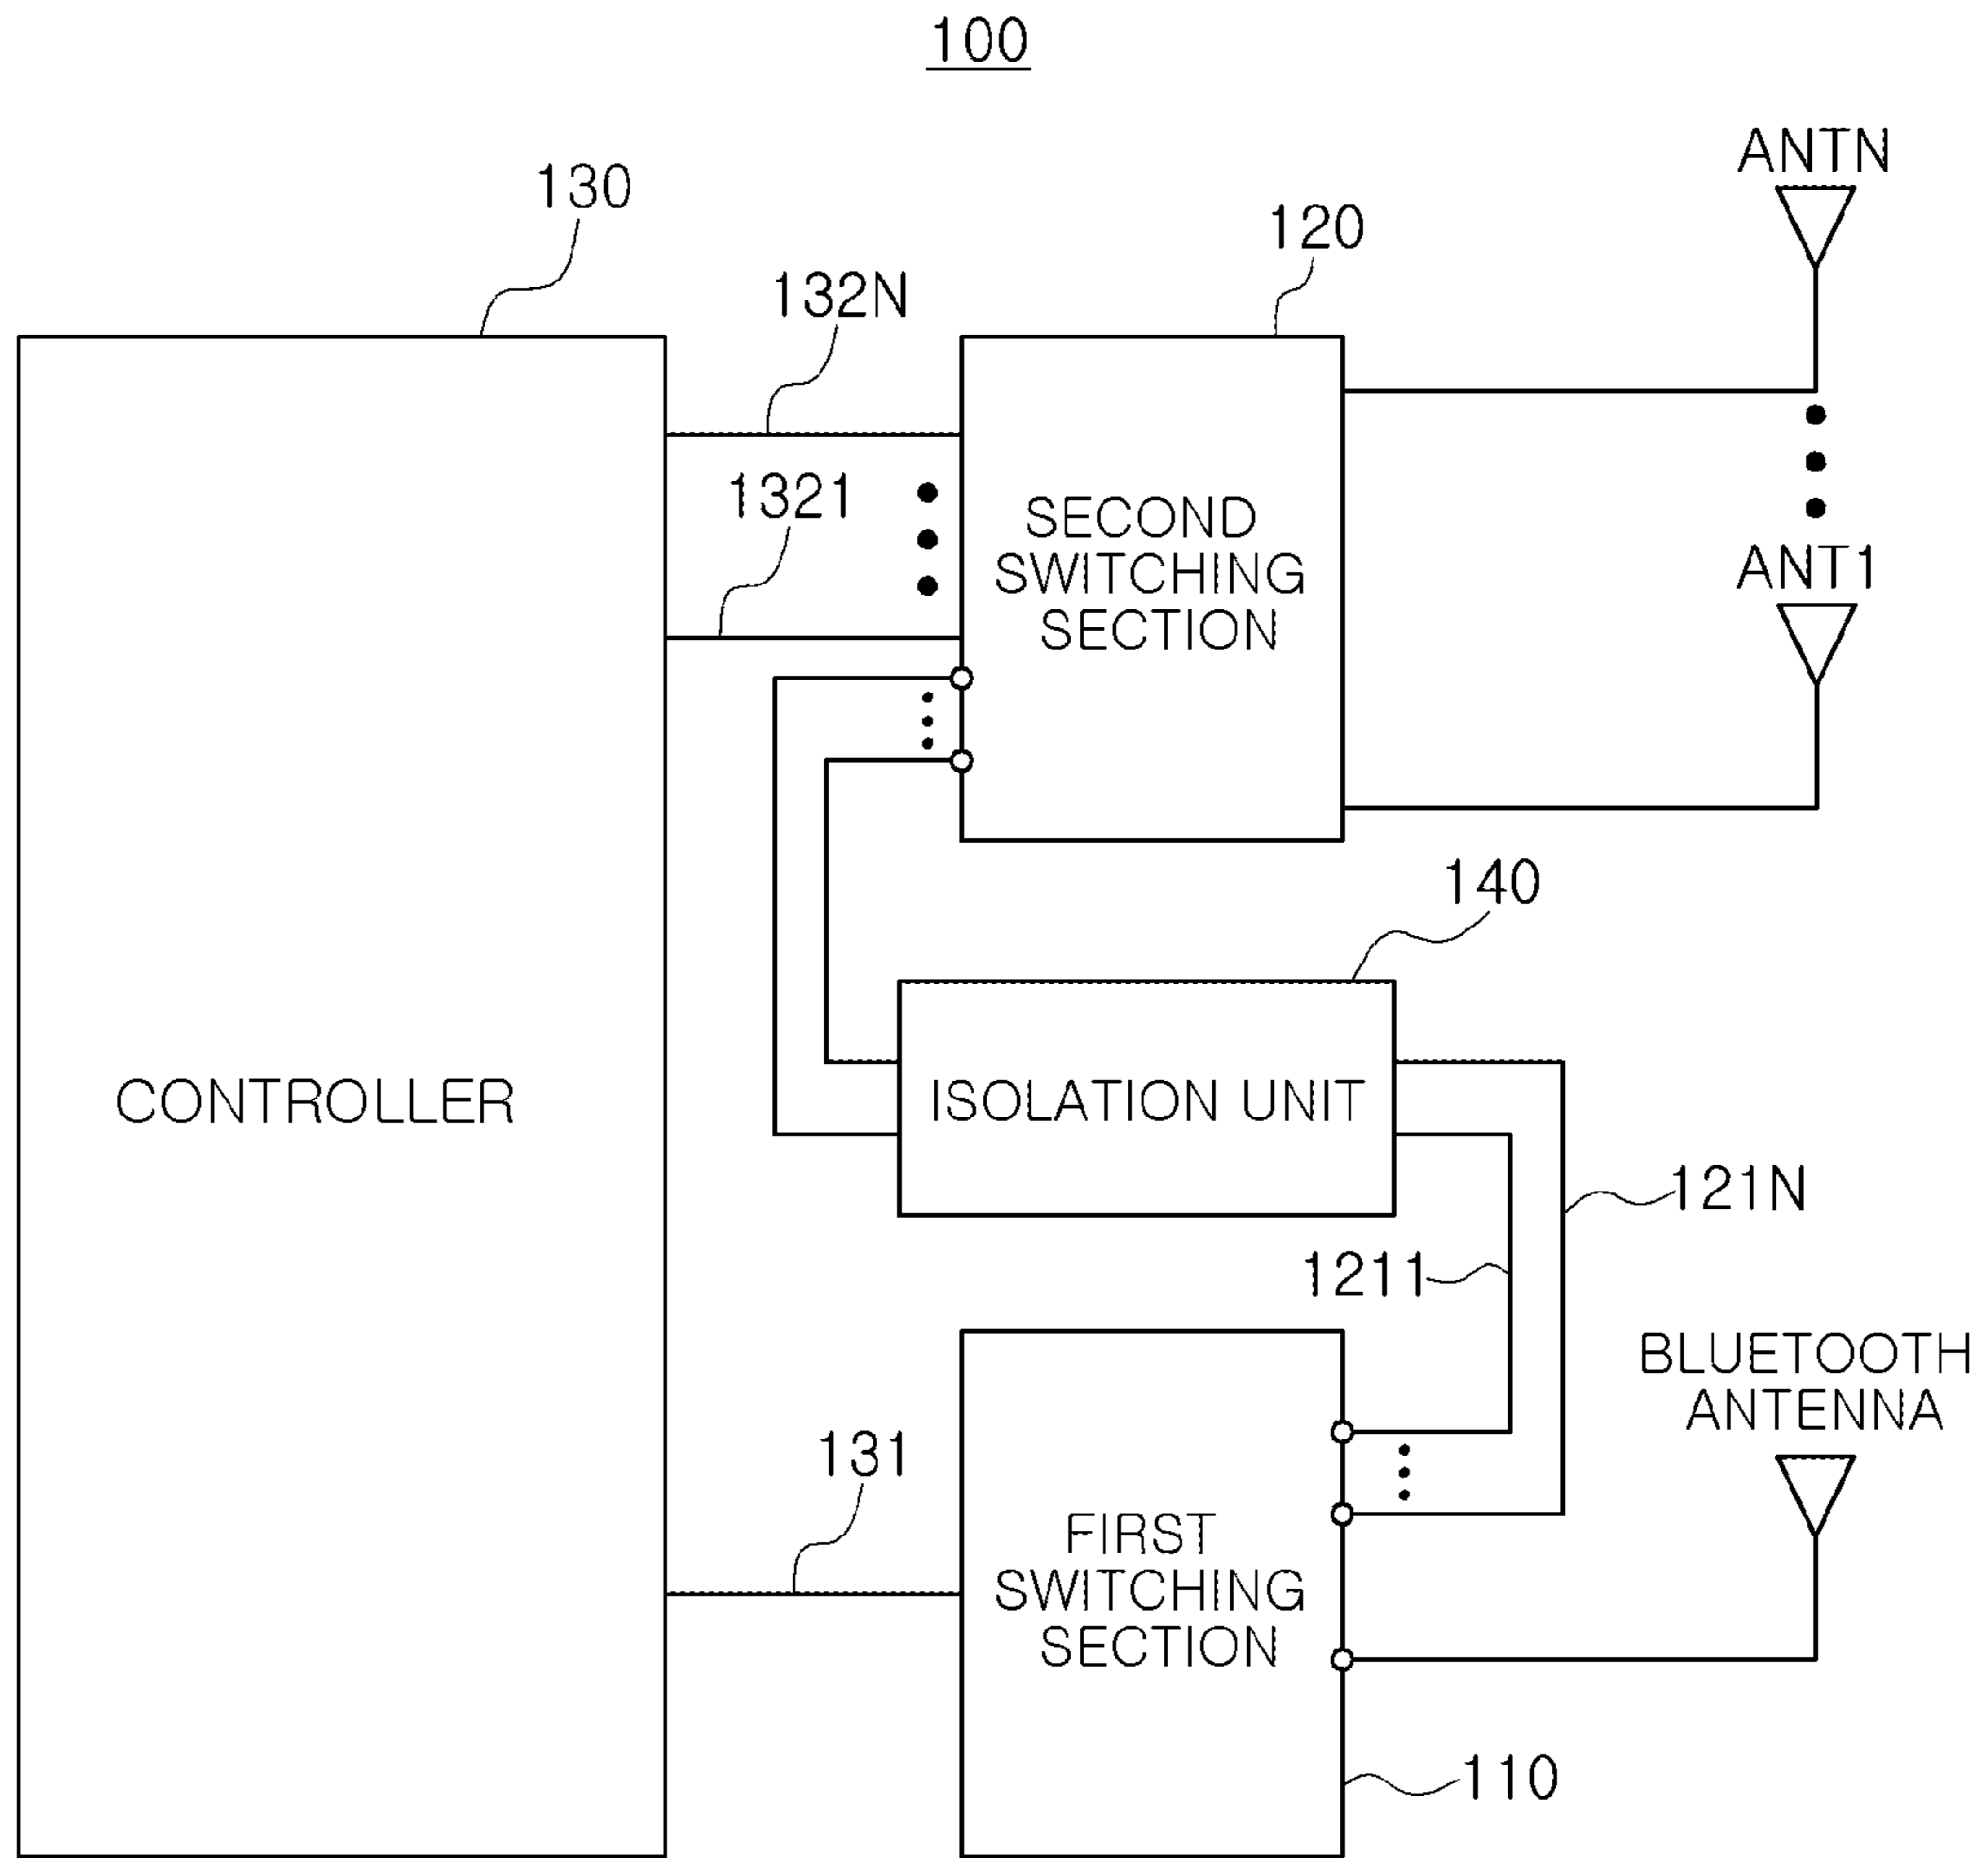 100
ANTN
130
120
132N
1321
SECOND
SWITCHING
SECTION
ANT1
140
CONTROLLER
ISOLATION UNIT
121N
1211
BLUETOOTH
ANTENNA
131
FIRST
SWITCHING
SECTION
110